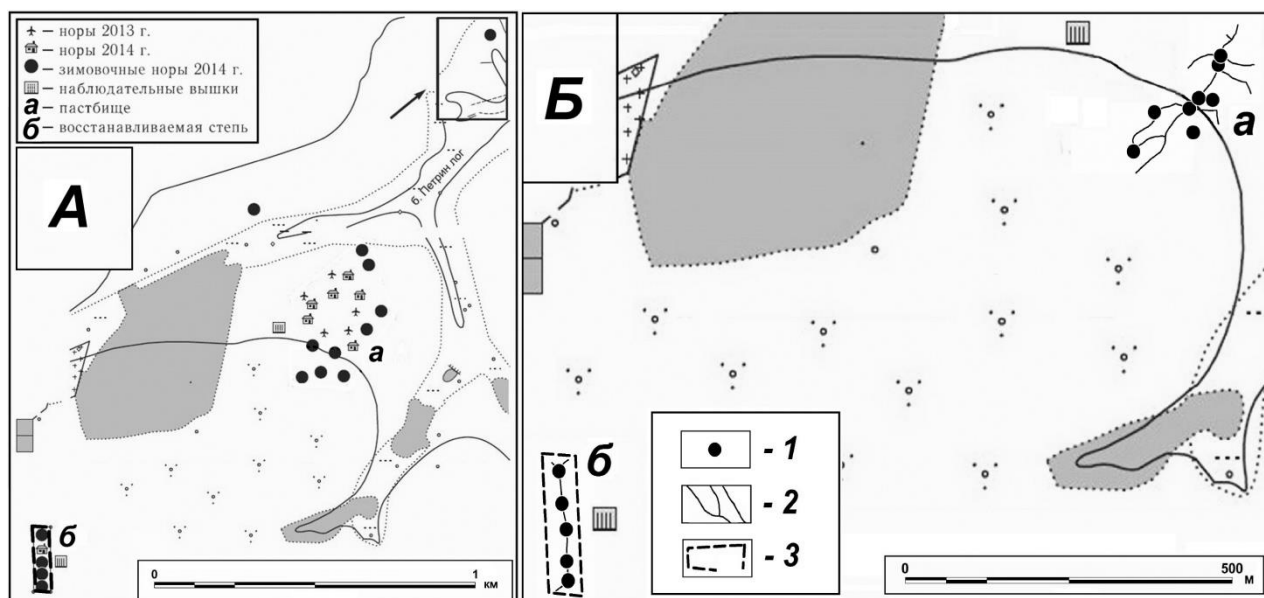 – норы 2013 г.
– норы 2014 г.
– зимовочные норы 2014 г.
– наблюдательные вышки
а – пастбище
б – восстанавливаемая степь
А
б. Петрин лог
а
б
0 1
км
Б
а
б
- 1
- 2
- 3
0 500
м